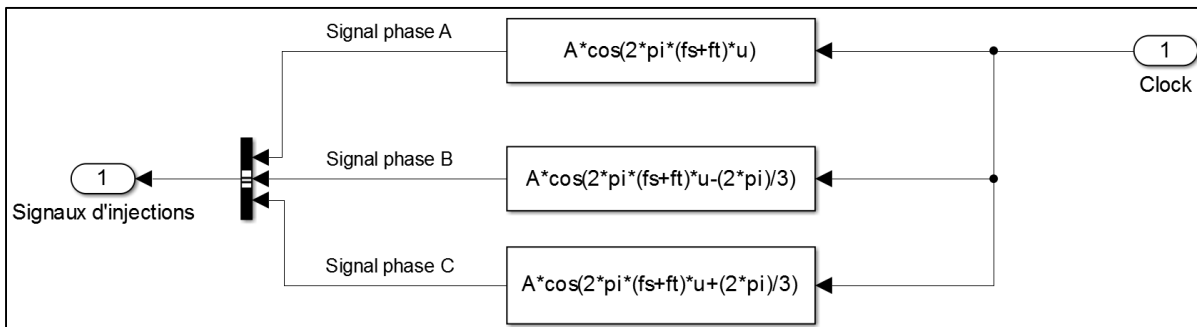 Signal phase A
A*cos(2*pi*(fs+ft)*u)
1
Clock
Signal phase B
A*cos(2*pi*(fs+ft)*u-(2*pi)/3)
1
Signaux d'injections
Signal phase C
A*cos(2*pi*(fs+ft)*u+(2*pi)/3)